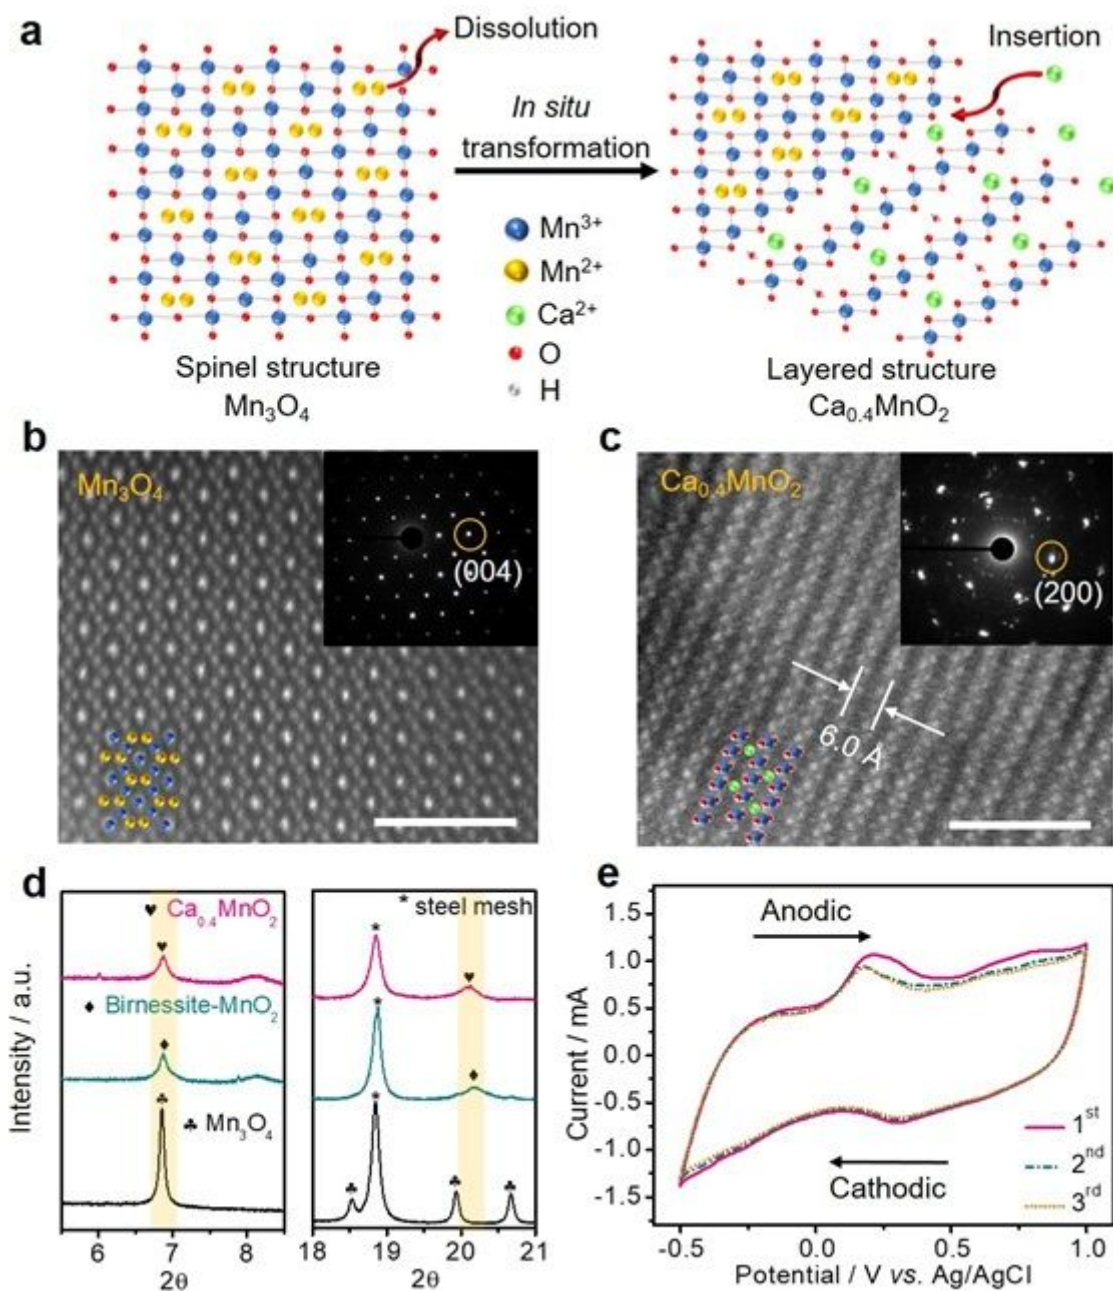 a
Dissolution
Insertion
In situ
transformation
Mn³⁺
Mn²⁺
Ca²⁺
O
H
Spinel structure
Mn₃O₄
Layered structure
Ca₀.₄MnO₂
b
Mn₃O₄
(004)
c
Ca₀.₄MnO₂
(200)
6.0 A
d
Intensity / a.u.
♥ Ca₀.₄MnO₂
♦ Birnessite-MnO₂
♣ Mn₃O₄
6 7 8
2θ
* steel mesh
18 19 20 21
2θ
e
Current / mA
1.5
1.0
0.5
0.0
-0.5
-1.0
-1.5
Anodic
Cathodic
1st
2nd
3rd
-0.5 0.0 0.5 1.0
Potential / V vs. Ag/AgCl